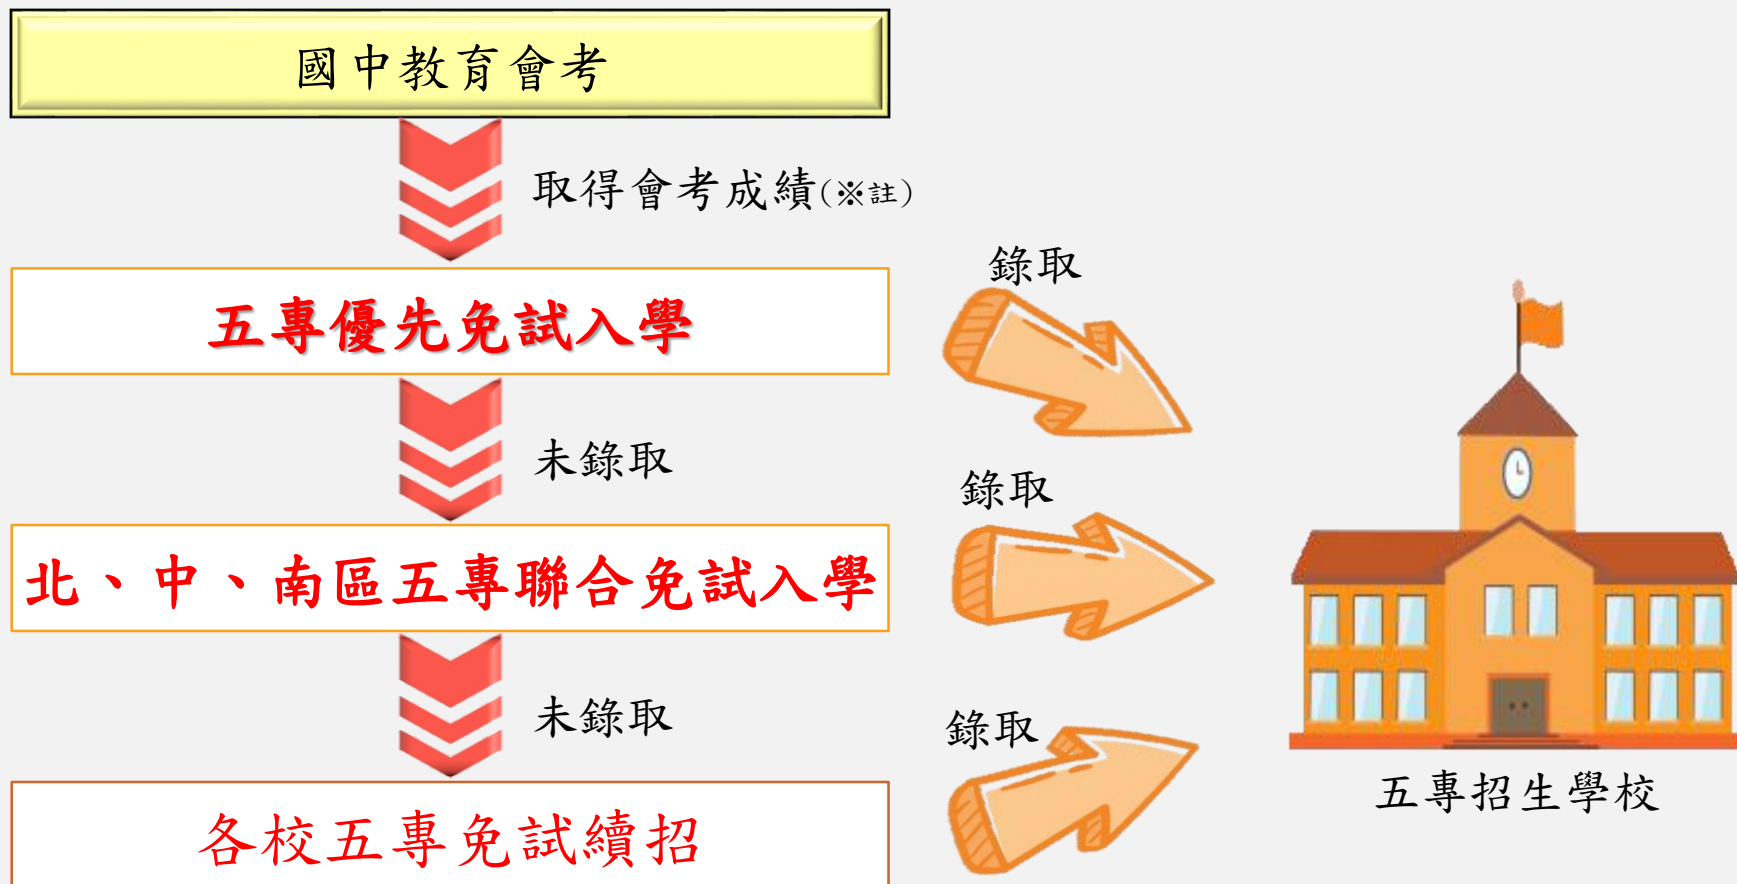 國中教育會考
取得會考成績(※註)
錄取
五專優先免試入學
未錄取
錄取
北、中、南區五專聯合免試入學
未錄取
錄取
五專招生學校
各校五專免試續招